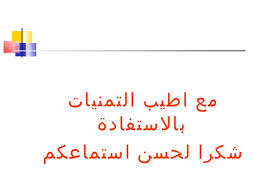 مع اطيب التمنيات
بالاستفادة
شكرا لحسن استماعكم